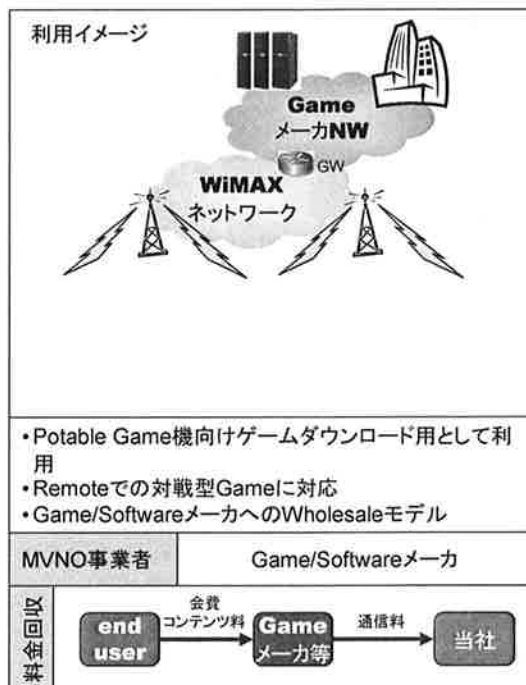 利用イメージ
Game
メーカNW
GW
WiMAX
ネットワーク
・Potable Game機向けゲームダウンロード用として利
用
・Remoteでの対戦型Gameに対応
・Game/SoftwareメーカへのWholesaleモデル
MVNO事業者
Game/Softwareメーカ
料金回収
end
user
会費
コンテンツ料
Game
メーカ等
通信料
当社